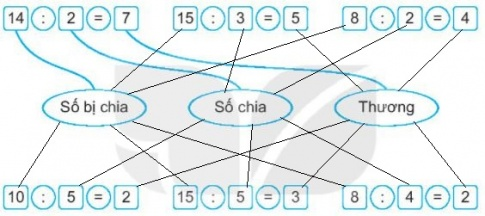 14 : 2 = 7 15 : 3 = 5 8 : 2 = 4
Số bị chia Số chia Thương
10 : 5 = 2 15 : 5 = 3 8 : 4 = 2